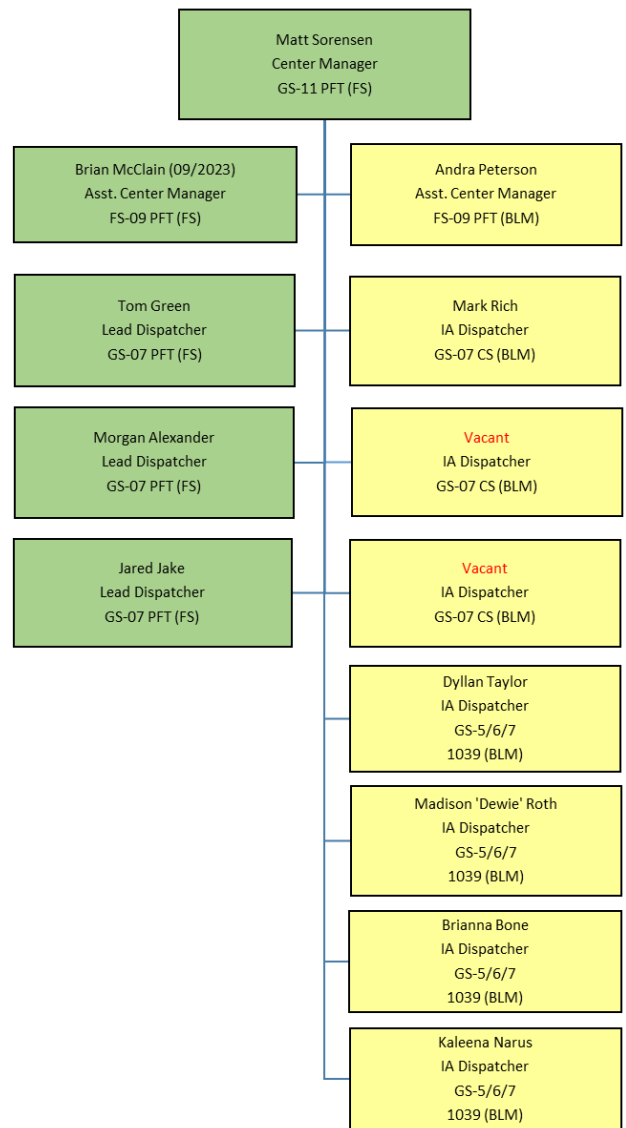 Matt Sorensen
Center Manager
GS-11 PFT (FS)
Brian McClain (09/2023)
Asst. Center Manager
FS-09 PFT (FS)
Andra Peterson
Asst. Center Manager
FS-09 PFT (BLM)
Tom Green
Lead Dispatcher
GS-07 PFT (FS)
Mark Rich
IA Dispatcher
GS-07 CS (BLM)
Morgan Alexander
Lead Dispatcher
GS-07 PFT (FS)
Vacant
IA Dispatcher
GS-07 CS (BLM)
Jared Jake
Lead Dispatcher
GS-07 PFT (FS)
Vacant
IA Dispatcher
GS-07 CS (BLM)
Dyllan Taylor
IA Dispatcher
GS-5/6/7
1039 (BLM)
Madison 'Dewie' Roth
IA Dispatcher
GS-5/6/7
1039 (BLM)
Brianna Bone
IA Dispatcher
GS-5/6/7
1039 (BLM)
Kaleena Narus
IA Dispatcher
GS-5/6/7
1039 (BLM)